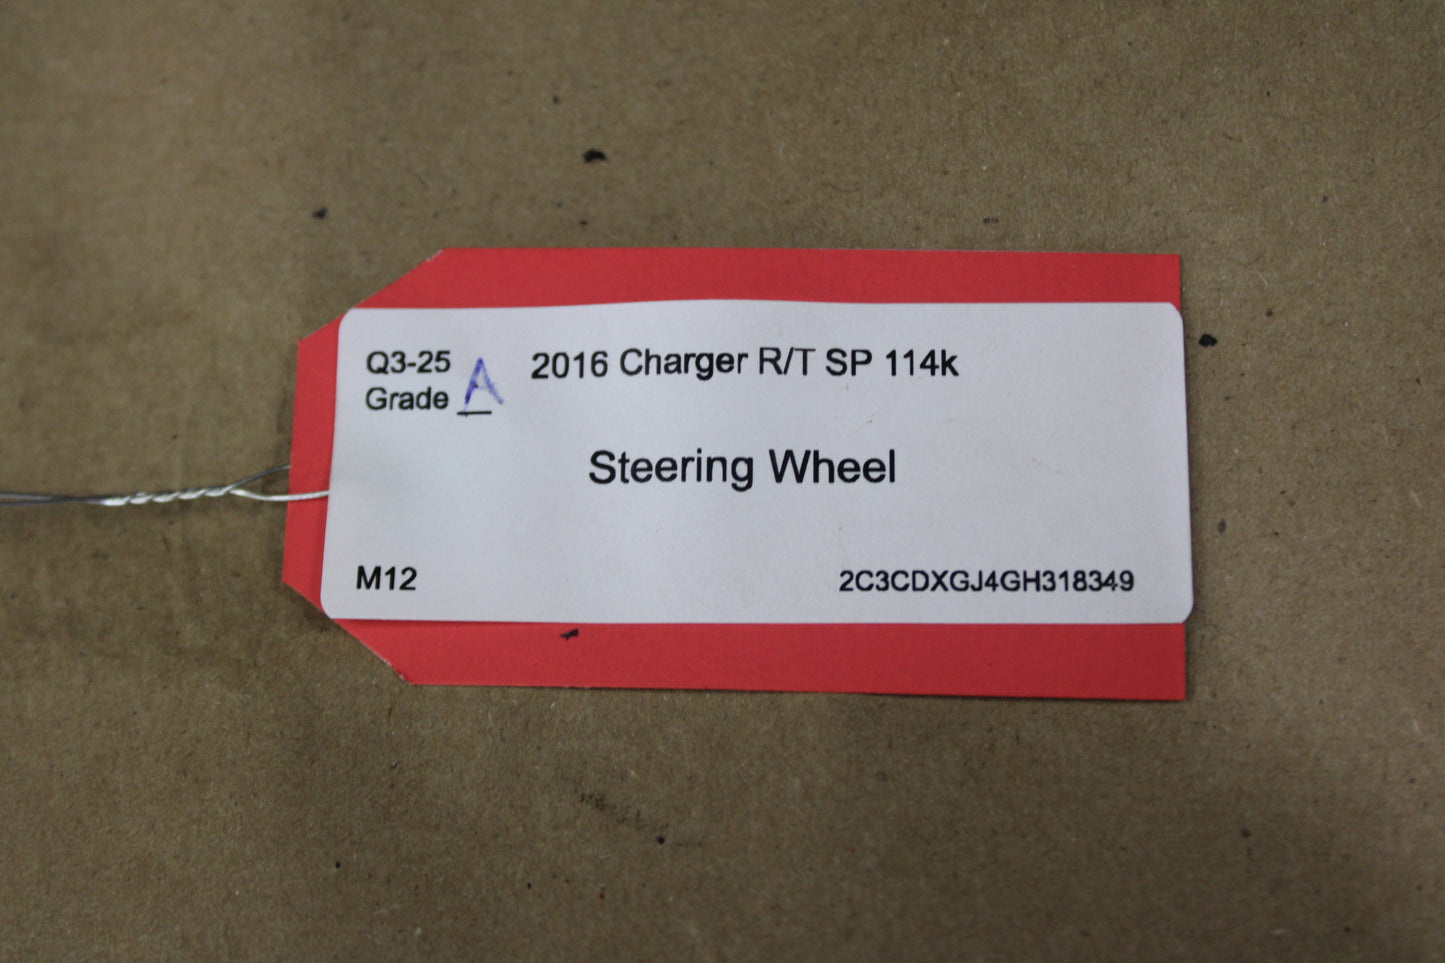 Q3-25
Grade A
2016 Charger R/T SP 114k
Steering Wheel
M12
2C3CDXGJ4GH318349